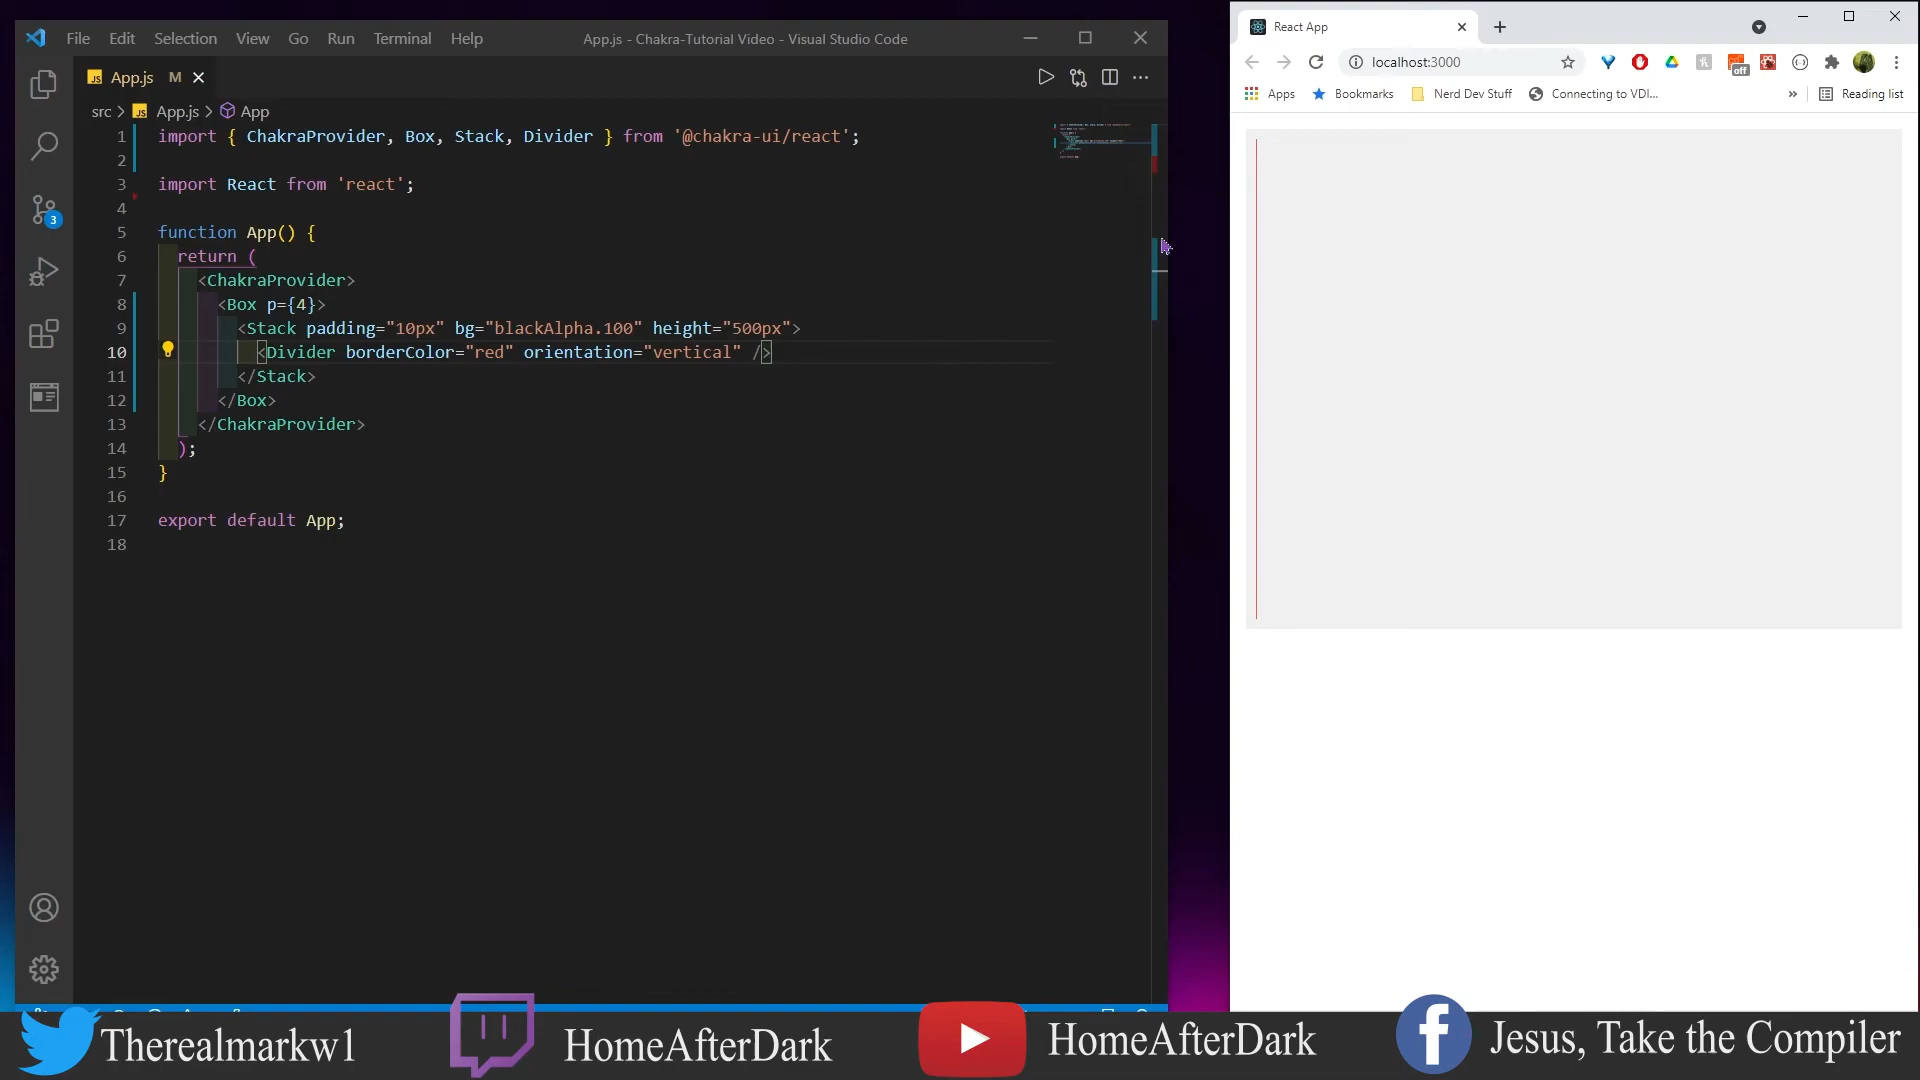 File Edit Selection View Go Run Terminal Help App.js - Chakra-Tutorial Video - Visual Studio Code
JS App.js M
src > JS App.js > App
1 import { ChakraProvider, Box, Stack, Divider } from '@chakra-ui/react';
2
3 import React from 'react';
4
5 function App() {
6 return (
7 <ChakraProvider>
8 <Box p={4}>
9 <Stack padding="10px" bg="blackAlpha.100" height="500px">
10 <Divider borderColor="red" orientation="vertical" />
11 </Stack>
12 </Box>
13 </ChakraProvider>
14 );
15 }
16
17 export default App;
18
3
React App
localhost:3000
off
Apps Bookmarks Nerd Dev Stuff Connecting to VDI... » Reading list
Therealmarkw1 HomeAfterDark HomeAfterDark Jesus, Take the Compiler